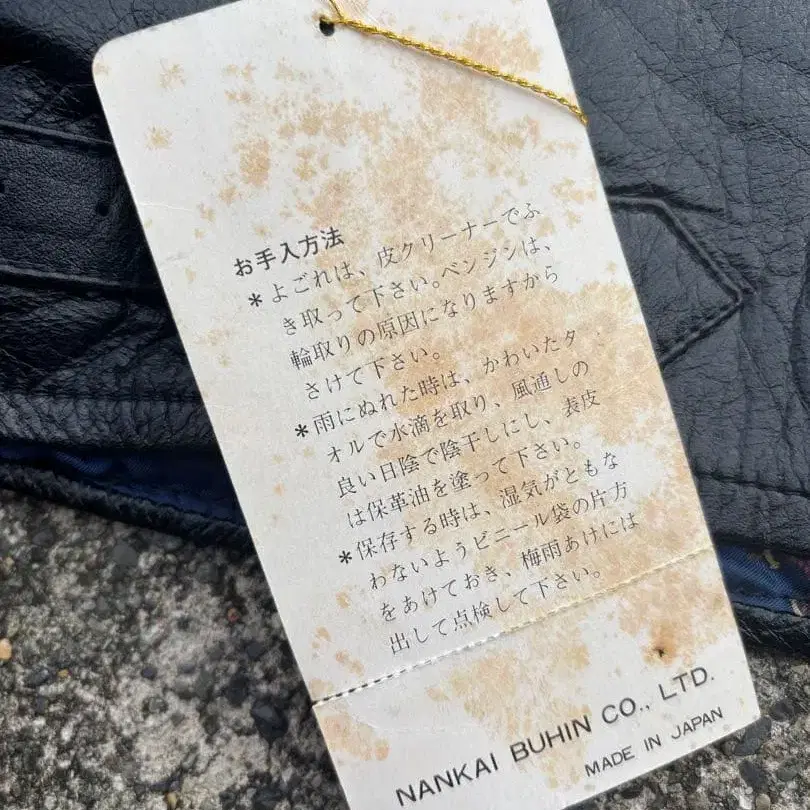 お手入方法
*よごれは、皮クリーナーでふ
き取って下さい。ベンジンは、
輪取りの原因になりますから
さけて下さい。
*雨にぬれた時は、かわいたタ
オルで水滴を取り、風通しの
良い日陰で陰干しにし、表皮
は保革油を塗って下さい。
*保存する時は、湿気がともな
わないようビニール袋の片方
をあけておき、梅雨あけには
出して点検して下さい。
NANKAI BUHIN CO., LTD.
MADE IN JAPAN